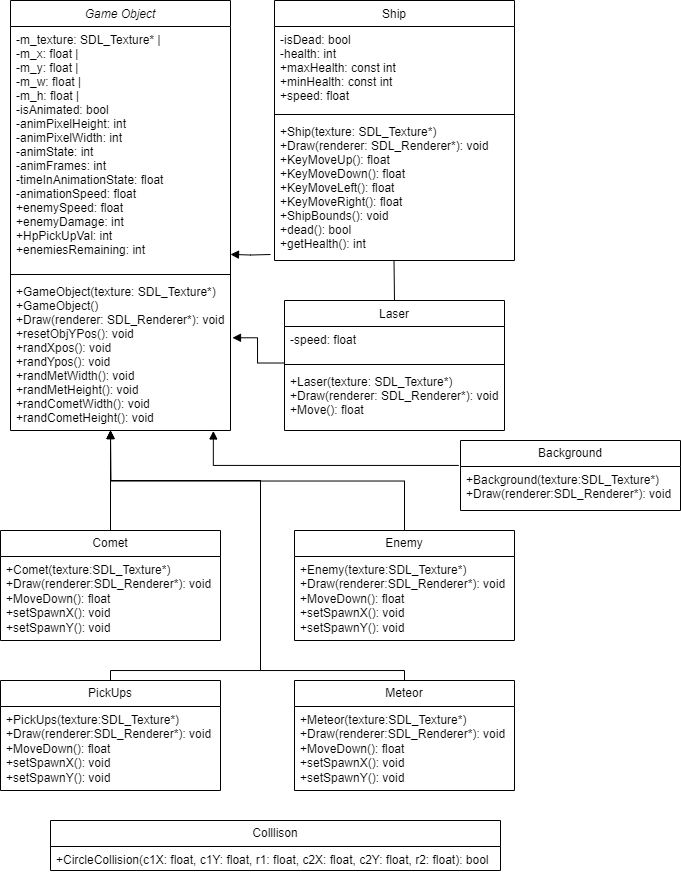 Game Object
-m_texture: SDL_Texture* |
-m_x: float |
-m_y: float |
-m_w: float |
-m_h: float |
-isAnimated: bool
-animPixelHeight: int
-animPixelWidth: int
-animState: int
-animFrames: int
-timeInAnimationState: float
-animationSpeed: float
+enemySpeed: float
+enemyDamage: int
+HpPickUpVal: int
+enemiesRemaining: int
+GameObject(texture: SDL_Texture*)
+GameObject()
+Draw(renderer: SDL_Renderer*): void
+resetObjYPos(): void
+randXpos(): void
+randYpos(): void
+randMetWidth(): void
+randMetHeight(): void
+randCometWidth(): void
+randCometHeight(): void
Ship
-isDead: bool
-health: int
+maxHealth: const int
+minHealth: const int
+speed: float
+Ship(texture: SDL_Texture*)
+Draw(renderer: SDL_Renderer*): void
+KeyMoveUp(): float
+KeyMoveDown(): float
+KeyMoveLeft(): float
+KeyMoveRight(): float
+ShipBounds(): void
+dead(): bool
+getHealth(): int
Laser
-speed: float
+Laser(texture: SDL_Texture*)
+Draw(renderer: SDL_Renderer*): void
+Move(): float
Background
+Background(texture:SDL_Texture*)
+Draw(renderer:SDL_Renderer*): void
Comet
+Comet(texture:SDL_Texture*)
+Draw(renderer:SDL_Renderer*): void
+MoveDown(): float
+setSpawnX(): void
+setSpawnY(): void
Enemy
+Enemy(texture:SDL_Texture*)
+Draw(renderer:SDL_Renderer*): void
+MoveDown(): float
+setSpawnX(): void
+setSpawnY(): void
PickUps
+PickUps(texture:SDL_Texture*)
+Draw(renderer:SDL_Renderer*): void
+MoveDown(): float
+setSpawnX(): void
+setSpawnY(): void
Meteor
+Meteor(texture:SDL_Texture*)
+Draw(renderer:SDL_Renderer*): void
+MoveDown(): float
+setSpawnX(): void
+setSpawnY(): void
Colllison
+CircleCollision(c1X: float, c1Y: float, r1: float, c2X: float, c2Y: float, r2: float): bool